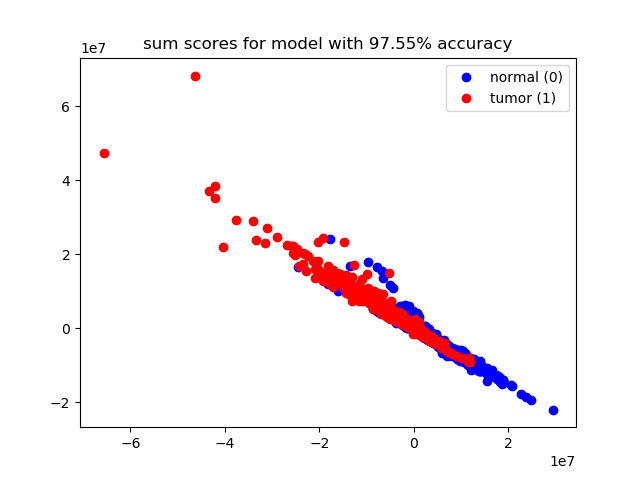 sum scores for model with 97.55% accuracy
1e7
normal (0)
tumor (1)
6
4
2
0
−2
−6
−4
−2
0
2
1e7